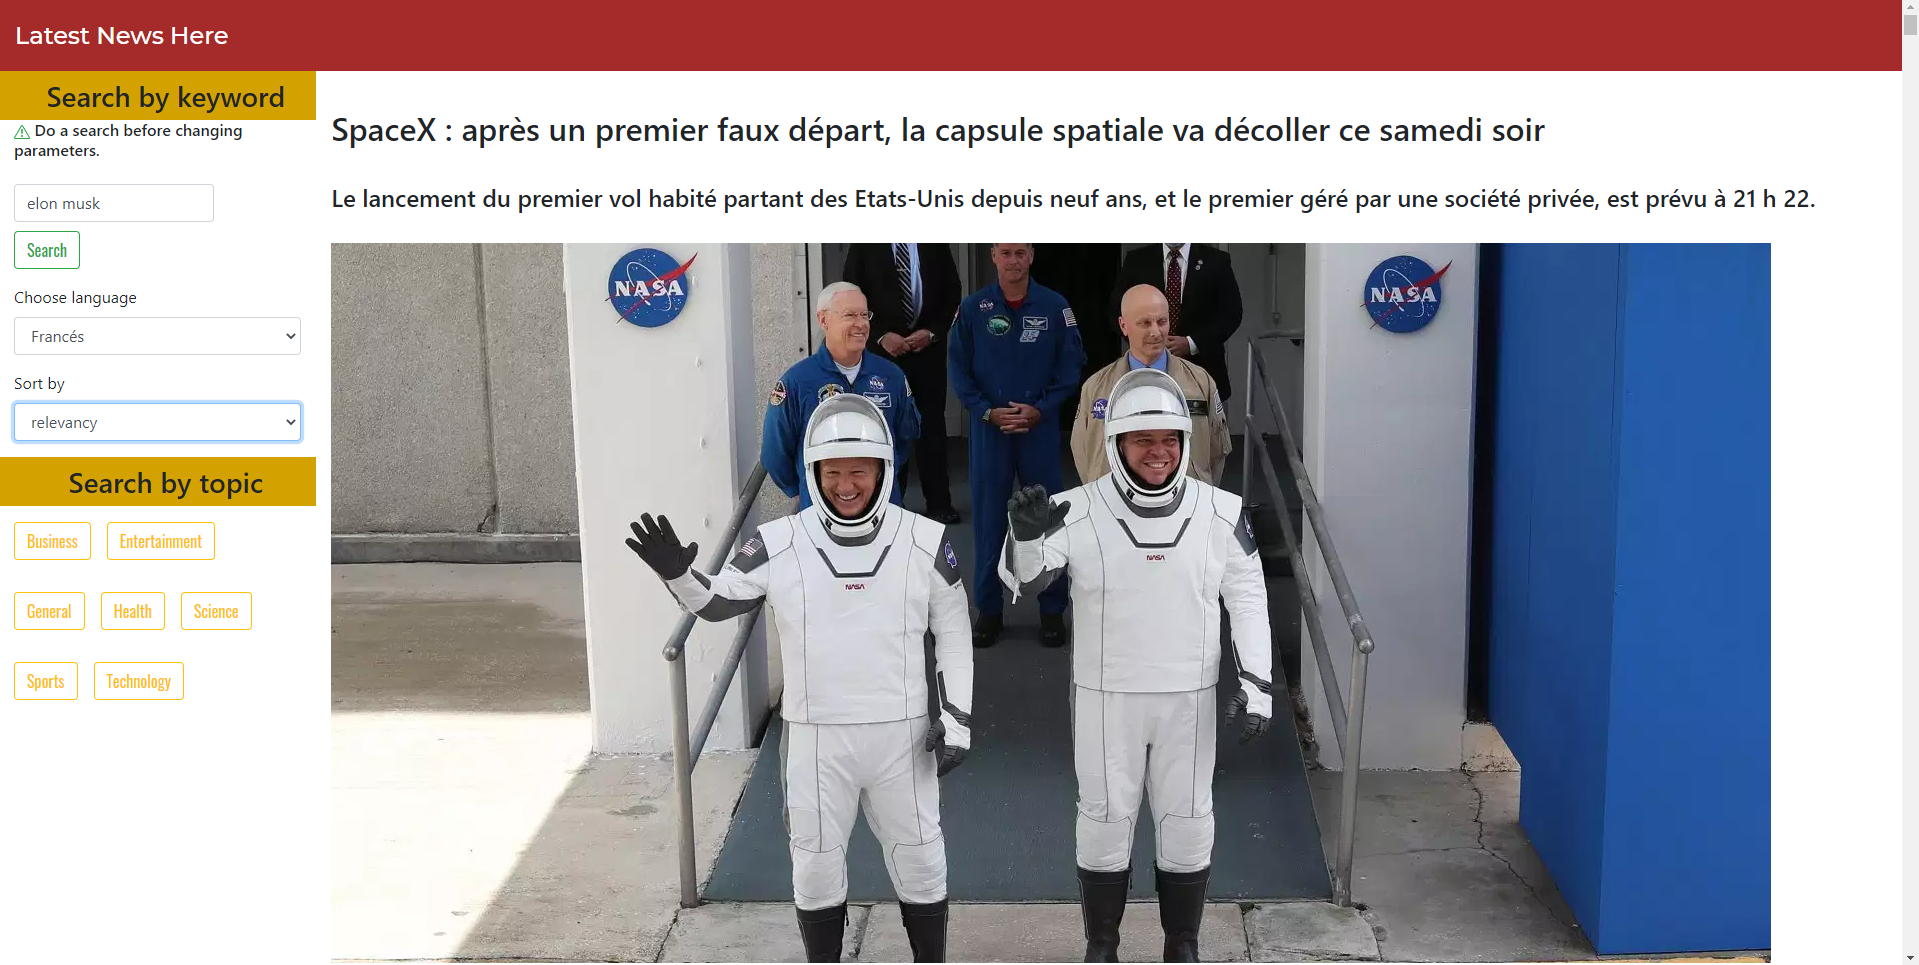 Latest News Here
Search by keyword
⚠ Do a search before changing
parameters.
elon musk
Search
Choose language
Francés
Sort by
relevancy
Search by topic
Business
Entertainment
General
Health
Science
Sports
Technology
SpaceX : après un premier faux départ, la capsule spatiale va décoller ce samedi soir
Le lancement du premier vol habité partant des Etats-Unis depuis neuf ans, et le premier géré par une société privée, est prévu à 21 h 22.
NASA
NASA
NASA
NASA